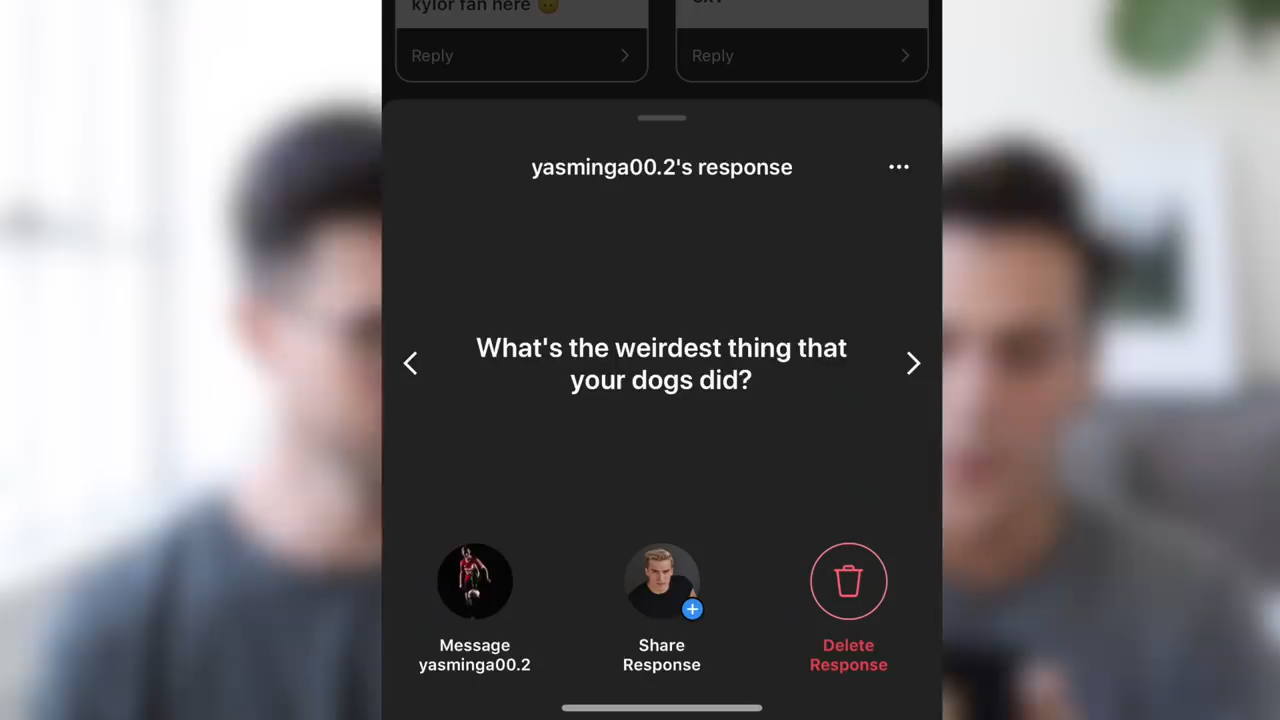 kylor fan here
Reply
Reply
yasminga00.2's response
What's the weirdest thing that
your dogs did?
Message
yasminga00.2
Share
Response
Delete
Response